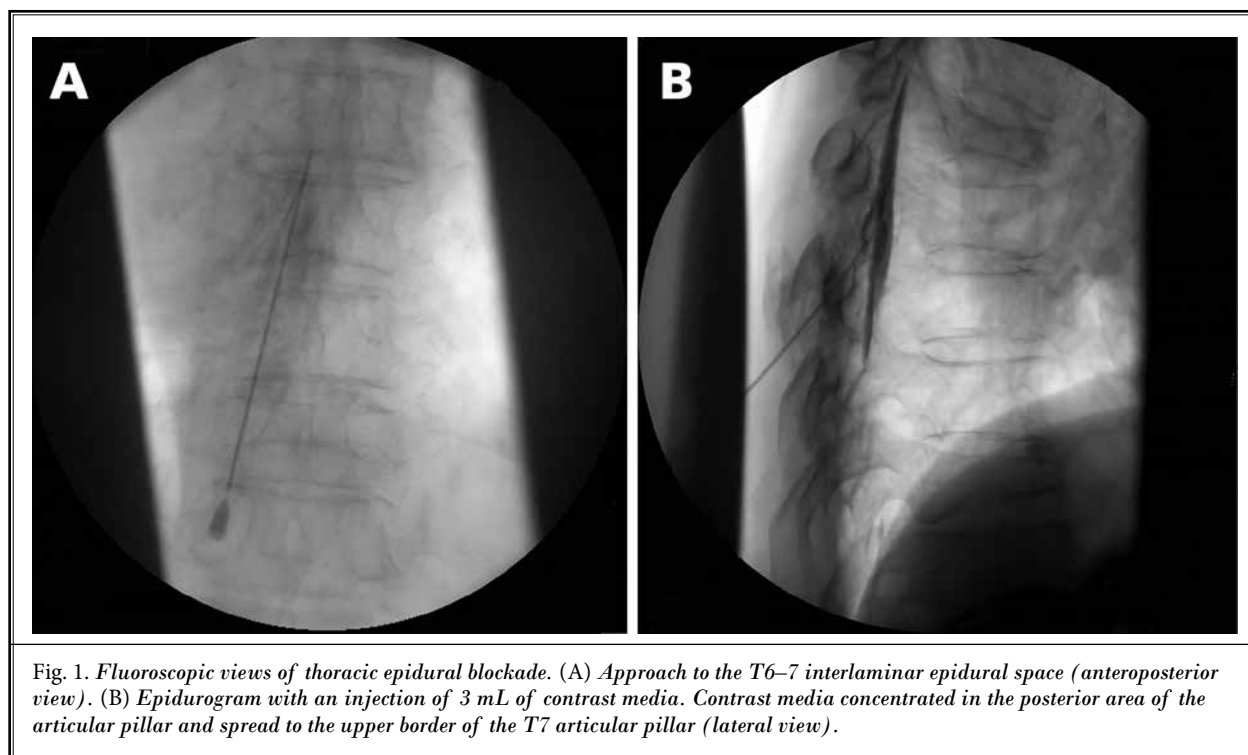 A
B
Fig. 1. Fluoroscopic views of thoracic epidural blockade. (A) Approach to the T6–7 interlaminar epidural space (anteroposterior
view). (B) Epidurogram with an injection of 3 mL of contrast media. Contrast media concentrated in the posterior area of the
articular pillar and spread to the upper border of the T7 articular pillar (lateral view).